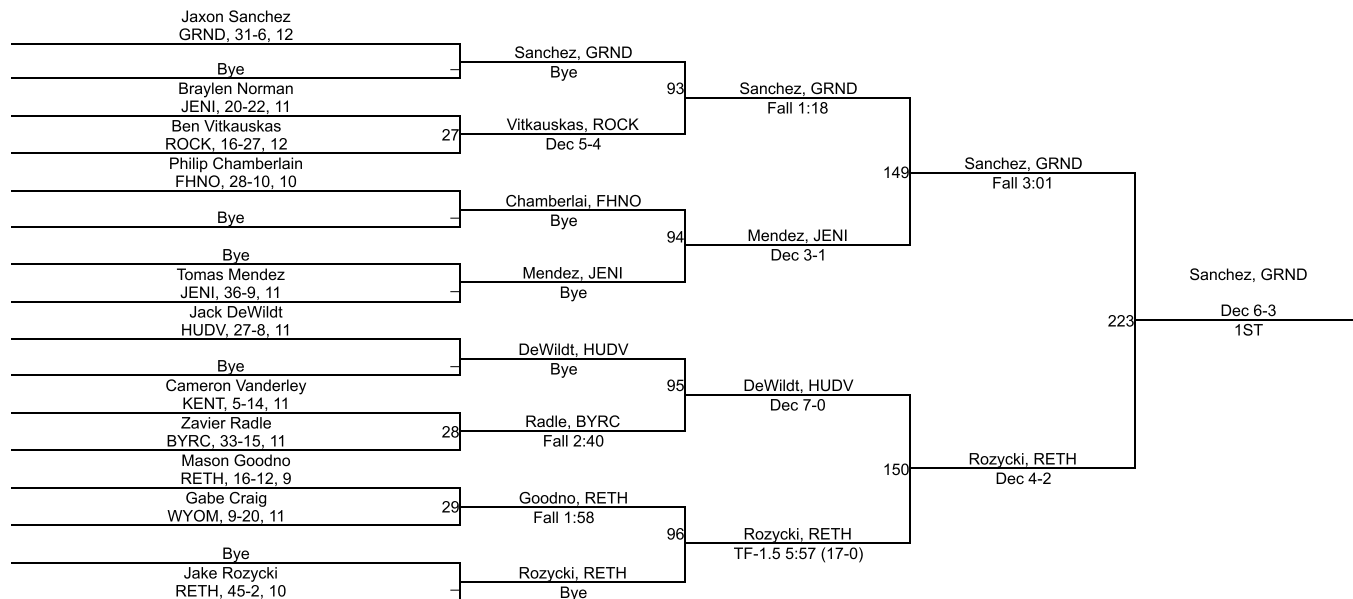 Jaxon Sanchez
GRND, 31-6, 12
Bye
Braylen Norman
JENI, 20-22, 11
Ben Vitkauskas
ROCK, 16-27, 12
Philip Chamberlain
FHNO, 28-10, 10
Bye
Bye
Tomas Mendez
JENI, 36-9, 11
Jack DeWildt
HUDV, 27-8, 11
Bye
Cameron Vanderley
KENT, 5-14, 11
Zavier Radle
BYRC, 33-15, 11
Mason Goodno
RETH, 16-12, 9
Gabe Craig
WYOM, 9-20, 11
Bye
Jake Rozycki
RETH, 45-2, 10
–
27
–
–
–
28
29
–
Sanchez, GRND
Bye
Vitkauskas, ROCK
Dec 5-4
Chamberlai, FHNO
Bye
Mendez, JENI
Bye
DeWildt, HUDV
Bye
Radle, BYRC
Fall 2:40
Goodno, RETH
Fall 1:58
Rozycki, RETH
Bye
93
94
95
96
Sanchez, GRND
Fall 1:18
Mendez, JENI
Dec 3-1
DeWildt, HUDV
Dec 7-0
Rozycki, RETH
TF-1.5 5:57 (17-0)
149
150
Sanchez, GRND
Fall 3:01
Rozycki, RETH
Dec 4-2
223
Sanchez, GRND
Dec 6-3
1ST